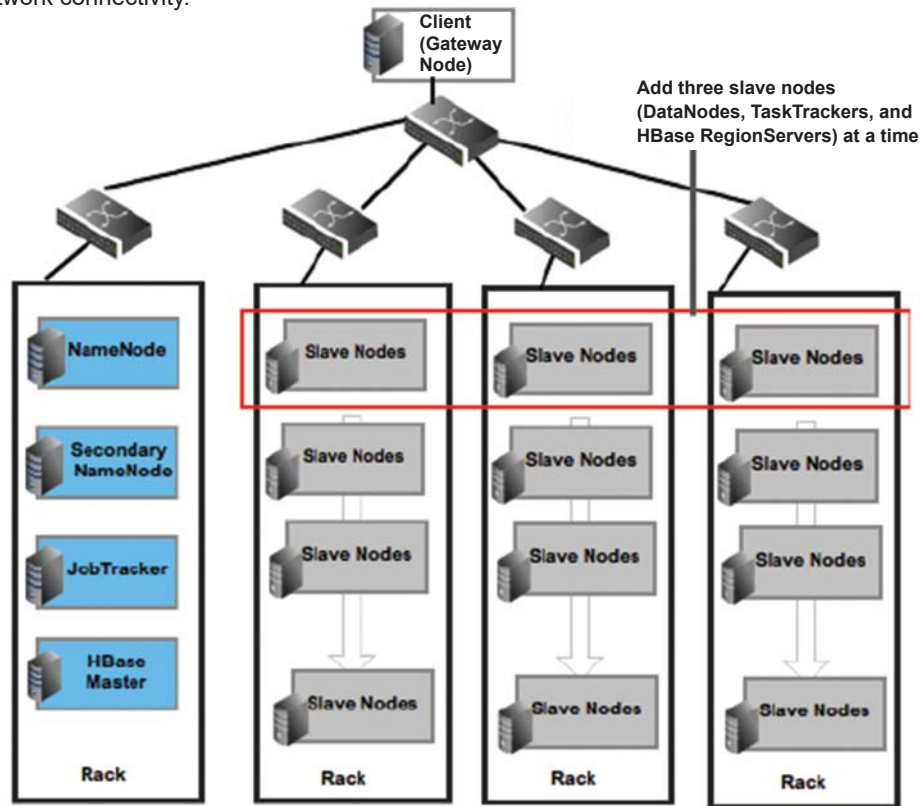 work connectivity.
Client
(Gateway
Node)
Add three slave nodes
(DataNodes, TaskTrackers, and
HBase RegionServers) at a time
NameNode
Secondary
NameNode
JobTracker
HBase
Master
Rack
Slave Nodes
Slave Nodes
Slave Nodes
Slave Nodes
Rack
Slave Nodes
Slave Nodes
Slave Nodes
Slave Nodes
Rack
Slave Nodes
Slave Nodes
Slave Nodes
Slave Nodes
Rack